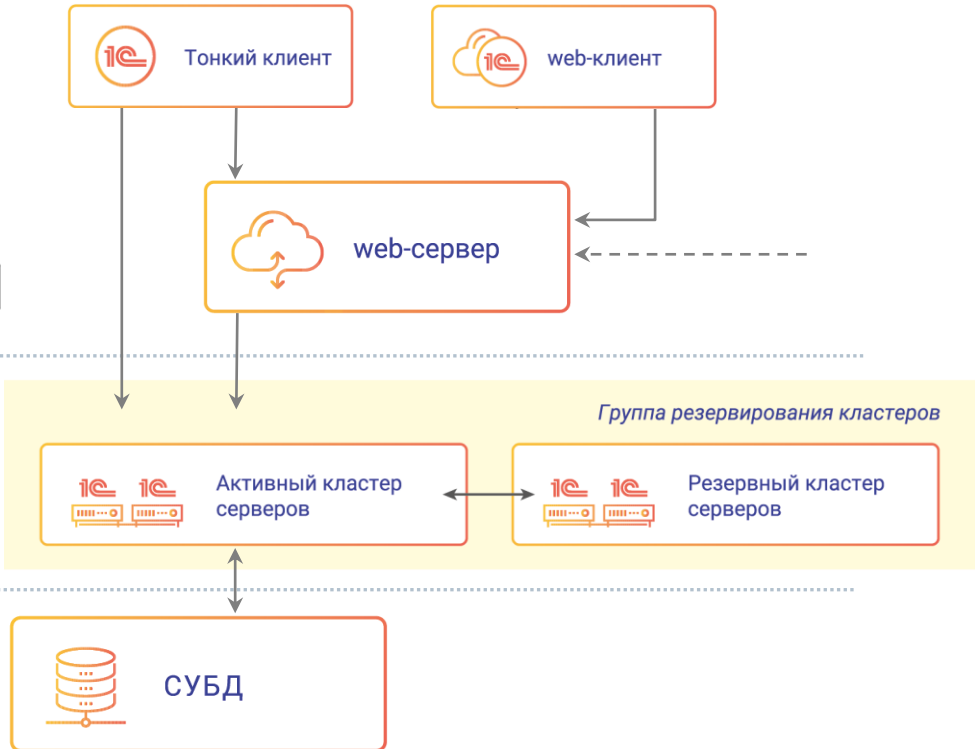 1С
Тонкий клиент
1С
web-клиент
web-сервер
Группа резервирования кластеров
1С 1С
Активный кластер
серверов
1С 1С
Резервный кластер
серверов
СУБД